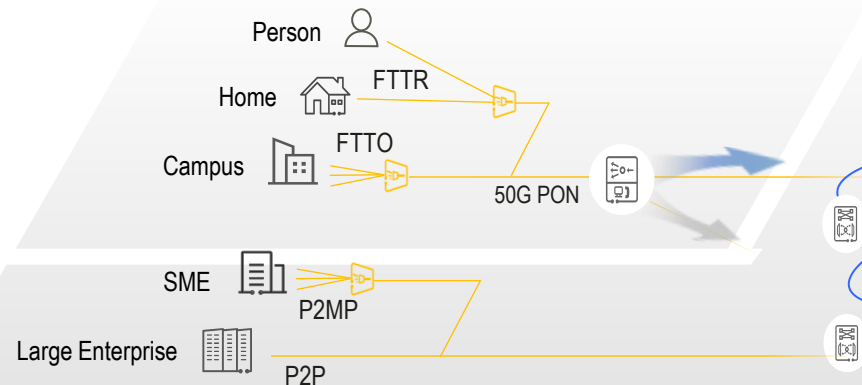 Person
FTTR
Home
FTTO
Campus
50G PON
SME
P2MP
Large Enterprise
P2P